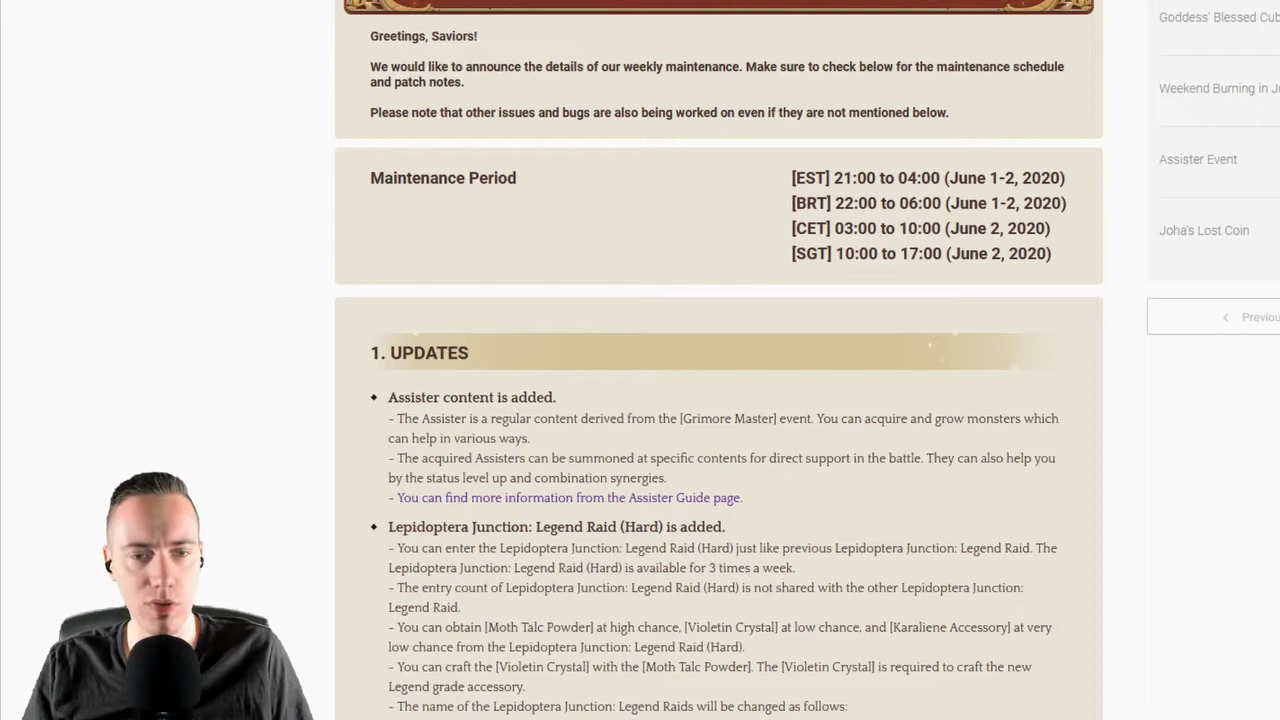 Greetings, Saviors!
We would like to announce the details of our weekly maintenance. Make sure to check below for the maintenance schedule
and patch notes.
Please note that other issues and bugs are also being worked on even if they are not mentioned below.
Maintenance Period
[EST] 21:00 to 04:00 (June 1-2, 2020)
[BRT] 22:00 to 06:00 (June 1-2, 2020)
[CET] 03:00 to 10:00 (June 2, 2020)
[SGT] 10:00 to 17:00 (June 2, 2020)
1. UPDATES
Assister content is added.
- The Assister is a regular content derived from the [Grimore Master] event. You can acquire and grow monsters which
can help in various ways.
- The acquired Assisters can be summoned at specific contents for direct support in the battle. They can also help you
by the status level up and combination synergies.
- You can find more information from the Assister Guide page.
Lepidoptera Junction: Legend Raid (Hard) is added.
- You can enter the Lepidoptera Junction: Legend Raid (Hard) just like previous Lepidoptera Junction: Legend Raid. The
Lepidoptera Junction: Legend Raid (Hard) is available for 3 times a week.
- The entry count of Lepidoptera Junction: Legend Raid (Hard) is not shared with the other Lepidoptera Junction:
Legend Raid.
- You can obtain [Moth Talc Powder] at high chance, [Violetin Crystal] at low chance, and [Karaliene Accessory] at very
low chance from the Lepidoptera Junction: Legend Raid (Hard).
- You can craft the [Violetin Crystal] with the [Moth Talc Powder]. The [Violetin Crystal] is required to craft the new
Legend grade accessory.
- The name of the Lepidoptera Junction: Legend Raids will be changed as follows:
Goddess' Blessed Cub
Weekend Burning in
Assister Event
Joha's Lost Coin
Previou